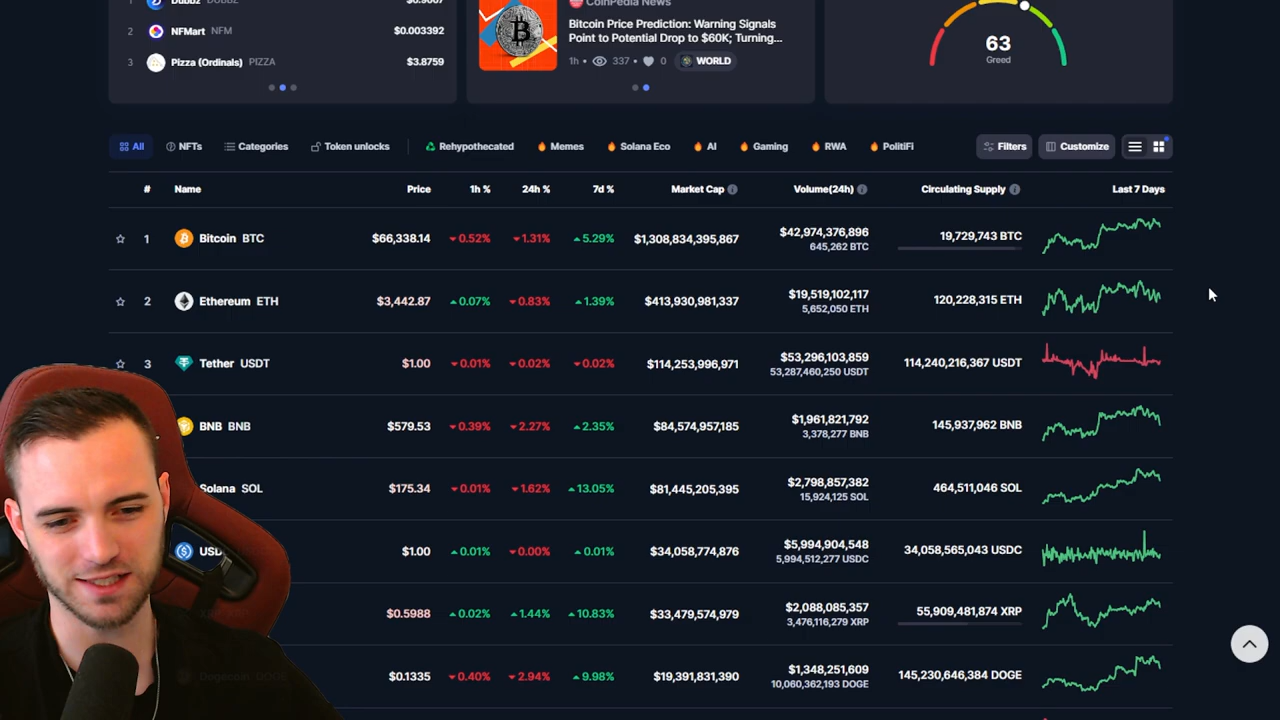 1 Dubbz DUBBZ $0.9667
2 NFMart NFM $0.003392
3 Pizza (Ordinals) PIZZA $3.8759
CoinPedia News
Bitcoin Price Prediction: Warning Signals
Point to Potential Drop to $60K; Turning...
1h • 337 • 0 WORLD
63
Greed
All NFTs Categories Token unlocks Rehypothecated Memes Solana Eco AI Gaming RWA PolitiFi Filters Customize
# Name Price 1h % 24h % 7d % Market Cap Volume(24h) Circulating Supply Last 7 Days
1 Bitcoin BTC $66,338.14 0.52% 1.31% 5.29% $1,308,834,395,867 $42,974,376,896 19,729,743 BTC
645,262 BTC
2 Ethereum ETH $3,442.87 0.07% 0.83% 1.39% $413,930,981,337 $19,519,102,117 120,228,315 ETH
5,652,050 ETH
3 Tether USDT $1.00 0.01% 0.02% 0.02% $114,253,996,971 $53,296,103,859 114,240,216,367 USDT
53,287,460,250 USDT
BNB BNB $579.53 0.39% 2.27% 2.35% $84,574,957,185 $1,961,821,792 145,937,962 BNB
3,378,277 BNB
Solana SOL $175.34 0.01% 1.62% 13.05% $81,445,205,395 $2,798,857,382 464,511,046 SOL
15,924,125 SOL
USD $1.00 0.01% 0.00% 0.01% $34,058,774,876 $5,994,904,548 34,058,565,043 USDC
5,994,512,277 USDC
$0.5988 0.02% 1.44% 10.83% $33,479,574,979 $2,088,085,357 55,909,481,874 XRP
3,476,116,279 XRP
Dogecoin DOGE $0.1335 0.40% 2.94% 9.98% $19,391,831,390 $1,348,251,609 145,230,646,384 DOGE
10,060,362,193 DOGE